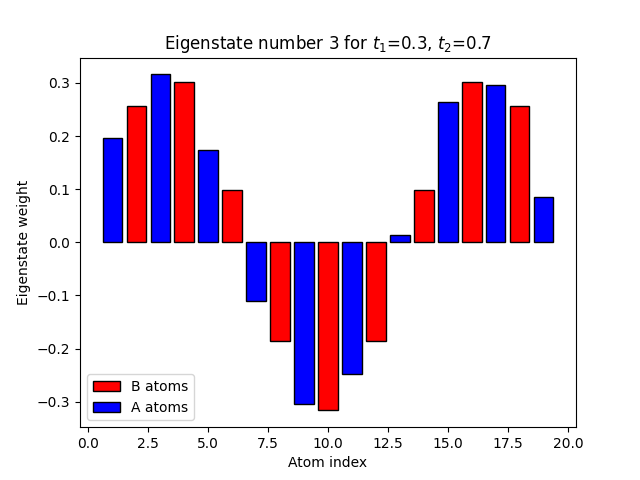 Eigenstate number 3 for t₁=0.3, t₂=0.7
0.3
0.2
0.1
0.0
−0.1
−0.2
−0.3
Eigenstate weight
B atoms
A atoms
0.0 2.5 5.0 7.5 10.0 12.5 15.0 17.5 20.0
Atom index